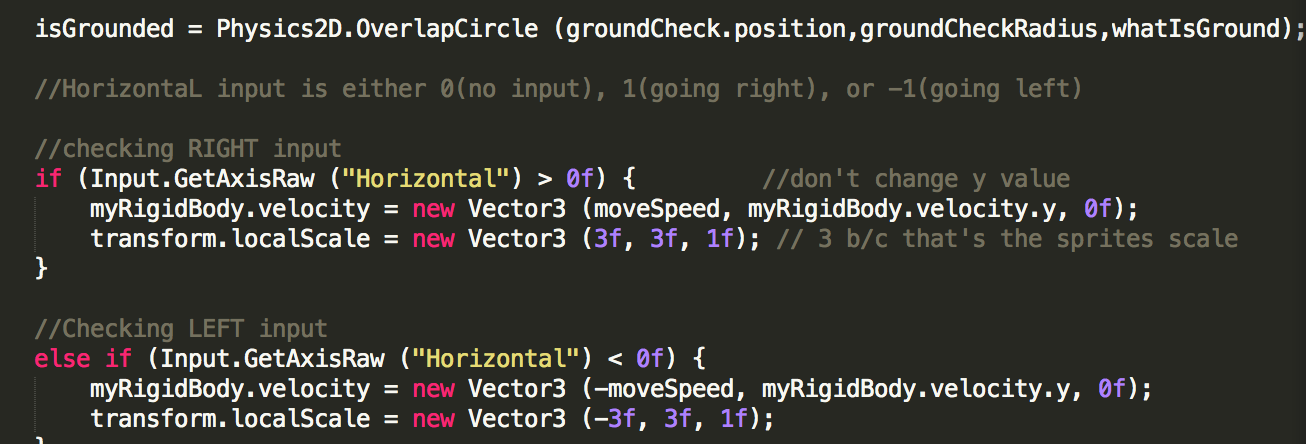 isGrounded = Physics2D.OverlapCircle (groundCheck.position,groundCheckRadius,whatIsGround);
//HorizontaL input is either 0(no input), 1(going right), or -1(going left)
//checking RIGHT input
if (Input.GetAxisRaw ("Horizontal") > 0f) { //don't change y value
myRigidBody.velocity = new Vector3 (moveSpeed, myRigidBody.velocity.y, 0f);
transform.localScale = new Vector3 (3f, 3f, 1f); // 3 b/c that's the sprites scale
}
//Checking LEFT input
else if (Input.GetAxisRaw ("Horizontal") < 0f) {
myRigidBody.velocity = new Vector3 (-moveSpeed, myRigidBody.velocity.y, 0f);
transform.localScale = new Vector3 (-3f, 3f, 1f);
}